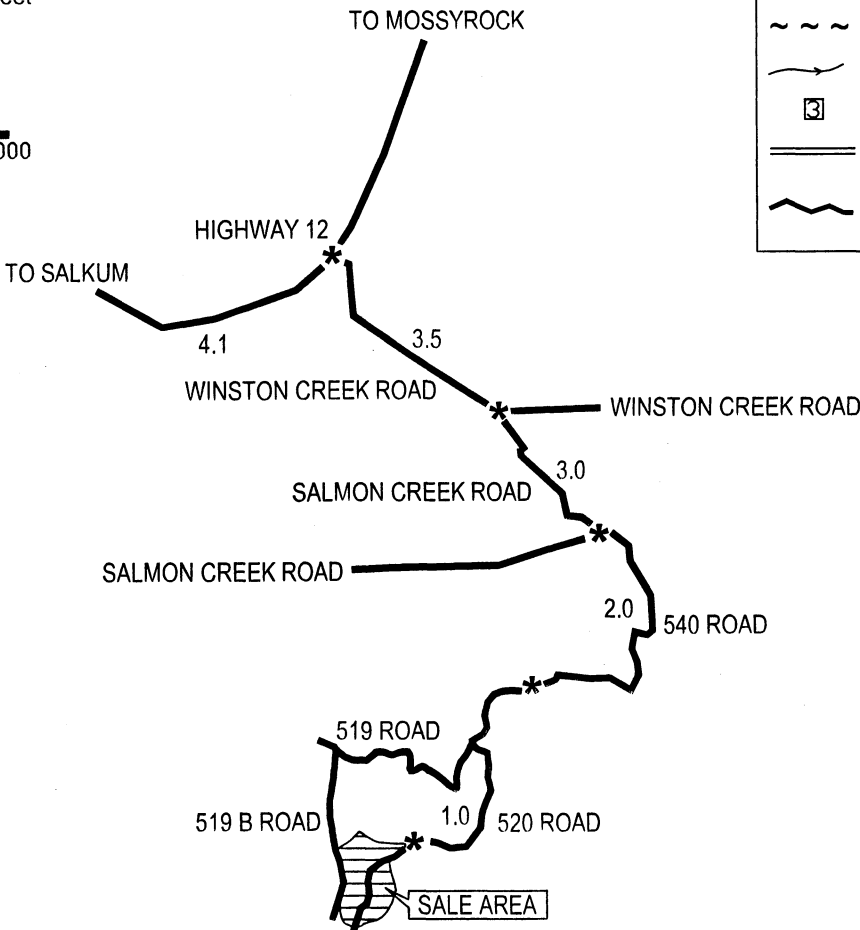 TO MOSSYROCK
3
000
HIGHWAY 12
TO SALKUM
4.1
3.5
WINSTON CREEK ROAD
WINSTON CREEK ROAD
3.0
SALMON CREEK ROAD
SALMON CREEK ROAD
2.0
540 ROAD
519 ROAD
1.0
519 B ROAD
520 ROAD
SALE AREA